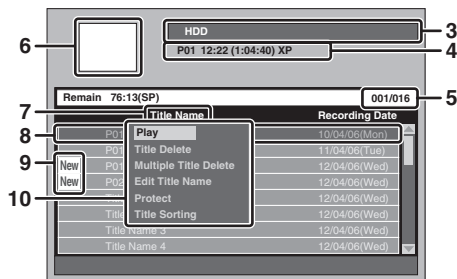 HDD
3
P01 12:22 (1:04:40) XP
4
6
Remain 76:13(SP)
001/016
5
7
Title Name
Recording Date
8
P01
Play
10/04/06(Mon)
P01
Title Delete
11/04/06(Tue)
9
New
P01
Multiple Title Delete
12/04/06(Wed)
New
P02
Edit Title Name
12/04/06(Wed)
10
Protect
12/04/06(Wed)
Title
Title Sorting
12/04/06(Wed)
Title Name 3
12/04/06(Wed)
Title Name 4
12/04/06(Wed)